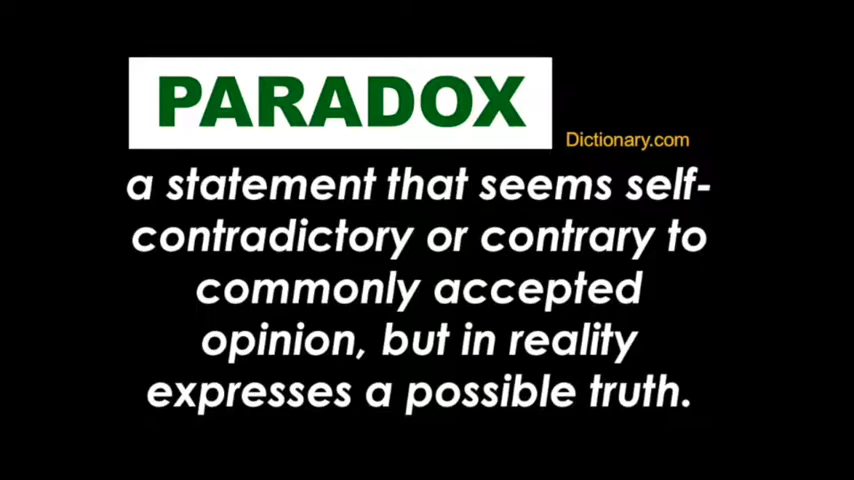 PARADOX
Dictionary.com
a statement that seems self-
contradictory or contrary to
commonly accepted
opinion, but in reality
expresses a possible truth.